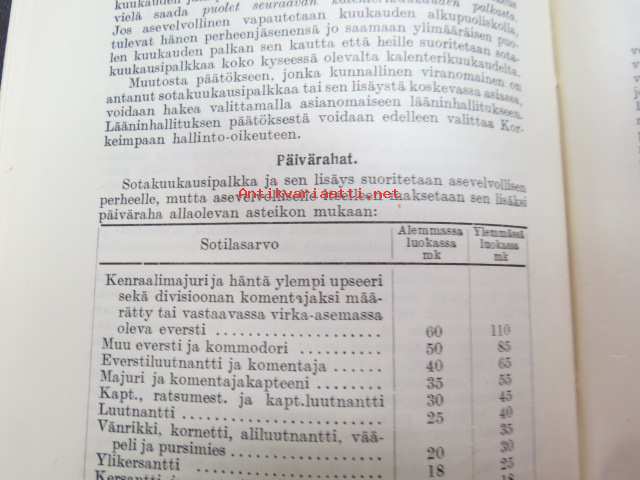 vielä saada puolet seuraavan kalenterikuukauden palkasta.
Jos asevelvollinen vapautetaan kuukauden alkupuoliskolla,
tulevat hänen perheenjäsenensä jo saamaan ylimääräisen puo-
len kuukauden palkan sen kautta että heille suoritetaan sota-
kuukausipalkka koko kyseessä olevalta kalenterikuukaudelta.
Muutosta päätökseen, jonka kunnallinen viranomainen on
antanut sotakuukausipalkkaa tai sen lisäystä koskevassa asiassa,
voidaan hakea valittamalla asianomaiseen lääninhallitukseen.
Lääninhallituksen päätöksestä voidaan edelleen valittaa Kor-
keimpaan hallinto-oikeuteen.
Päivärahat.
Sotakuukausipalkka ja sen lisäys suoritetaan asevelvollisen
Antikvariaatti.net
perheelle, mutta asevelvolliselle itselleen maksetaan sen lisäksi
päiväraha allaolevan asteikon mukaan:
Sotilasarvo Alemmassa luokassa mk Ylemmässä luokassa mk
Kenraalimajuri ja häntä ylempi upseeri
sekä divisioonan komentajaksi mää-
rätty tai vastaavassa virka-asemassa
oleva eversti 60 110
Muu eversti ja kommodori 50 85
Everstiluutnantti ja komentaja 40 65
Majuri ja komentajakapteeni 35 55
Kapt., ratsumest. ja kapt.luutnantti 30 45
Luutnantti 25 40
Vänrikki, kornetti, aliluutnantti, vää- 35
peli ja pursimies 20 30
Ylikersantti 18 25
Kersantti 18